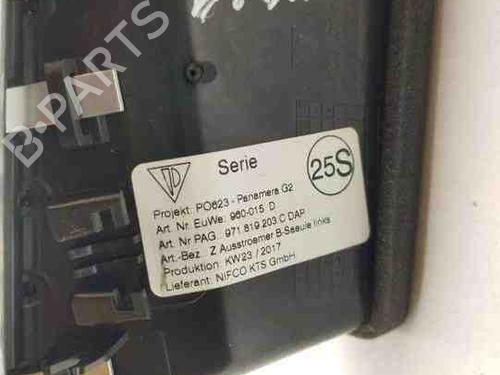 B-PARTS
Serie
25S
Projekt: PO623 - Panamera G2
Art. Nr. EuWe: 960-015 D
Art. Nr PAG : 971.819.203.C DAP
Art.-Bez.: Z Ausstroemer B-Saeule links
Produktion: KW23 / 2017
Lieferant: NIFCO KTS GmbH